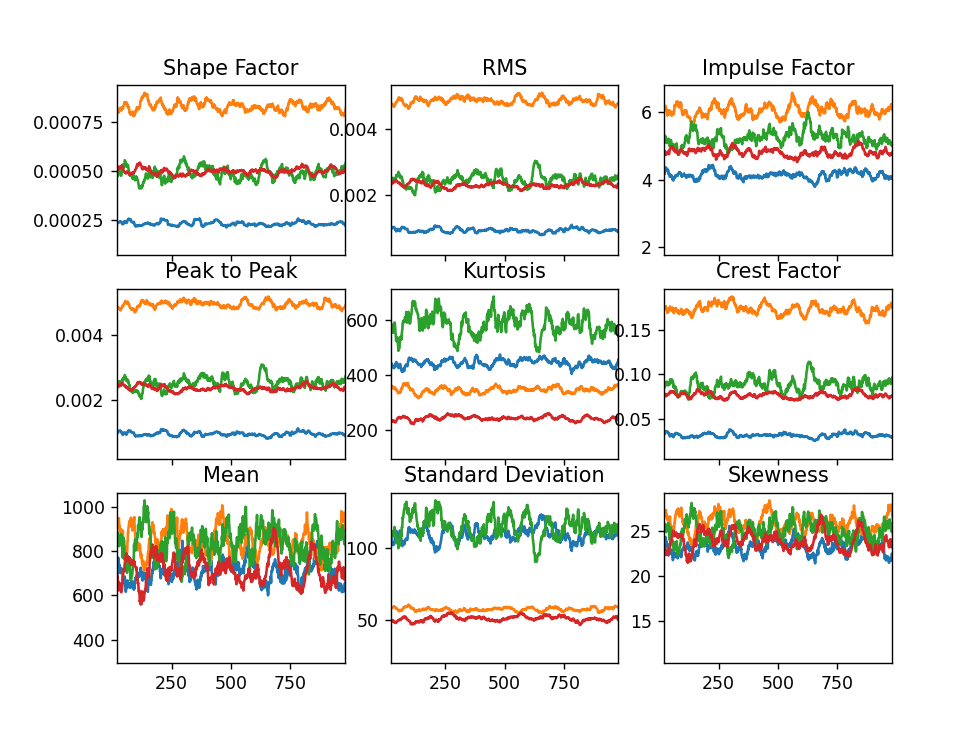 Shape Factor
RMS
Impulse Factor
0.00075
0.00050
0.00025
0.004
0.002
6
4
2
Peak to Peak
Kurtosis
Crest Factor
0.004
0.002
600
400
200
0.15
0.10
0.05
Mean
Standard Deviation
Skewness
1000
800
600
400
100
50
25
20
15
250 500 750
250 500 750
250 500 750